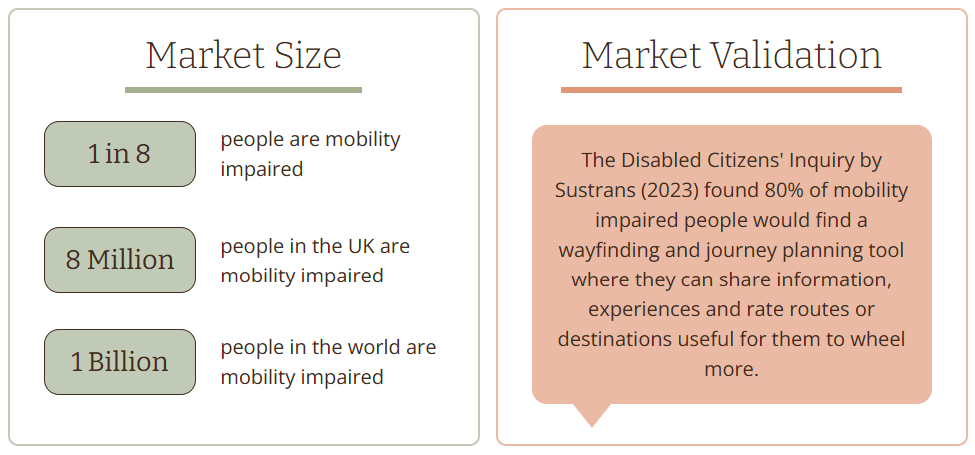 Market Size
1 in 8
people are mobility
impaired
8 Million
people in the UK are
mobility impaired
1 Billion
people in the world are
mobility impaired
Market Validation
The Disabled Citizens' Inquiry by
Sustrans (2023) found 80% of mobility
impaired people would find a
wayfinding and journey planning tool
where they can share information,
experiences and rate routes or
destinations useful for them to wheel
more.